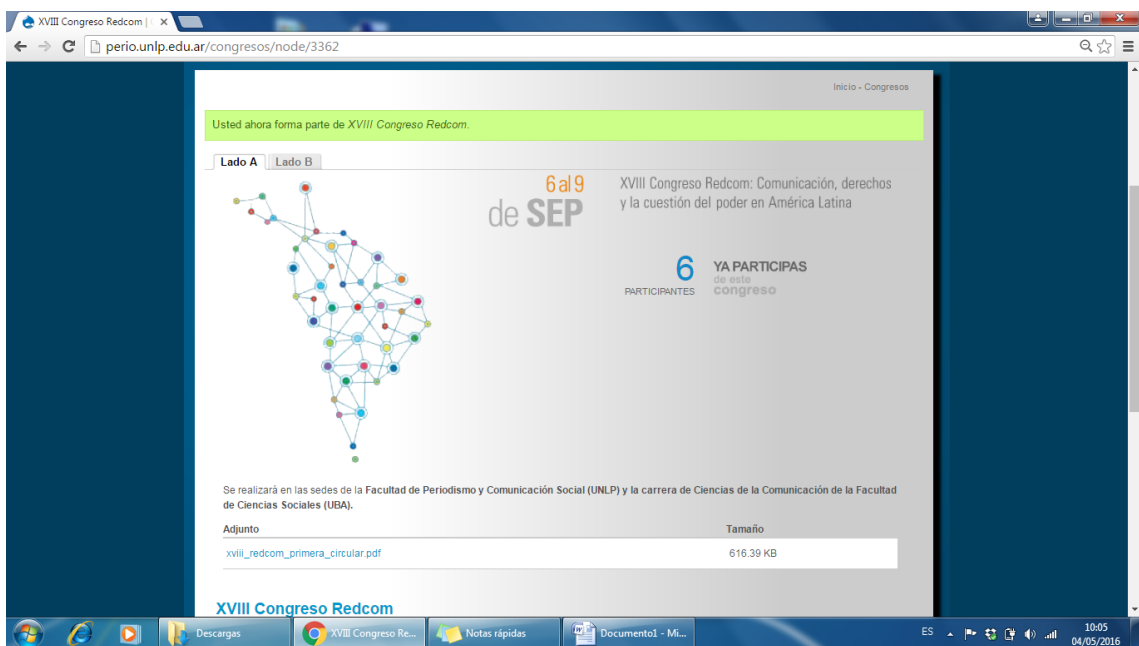 XVIII Congreso Redcom |
perio.unlp.edu.ar/congresos/node/3362
Inicio - Congresos
Usted ahora forma parte de XVIII Congreso Redcom.
Lado A Lado B
6 al 9
de SEP
XVIII Congreso Redcom: Comunicación, derechos
y la cuestión del poder en América Latina
6
PARTICIPANTES
YA PARTICIPAS
de este
congreso
Se realizará en las sedes de la Facultad de Periodismo y Comunicación Social (UNLP) y la carrera de Ciencias de la Comunicación de la Facultad
de Ciencias Sociales (UBA).
Adjunto Tamaño
xviii_redcom_primera_circular.pdf 616.39 KB
XVIII Congreso Redcom
Descargas XVIII Congreso Re... Notas rápidas Documento1 - Mi... ES 10:05
04/05/2016